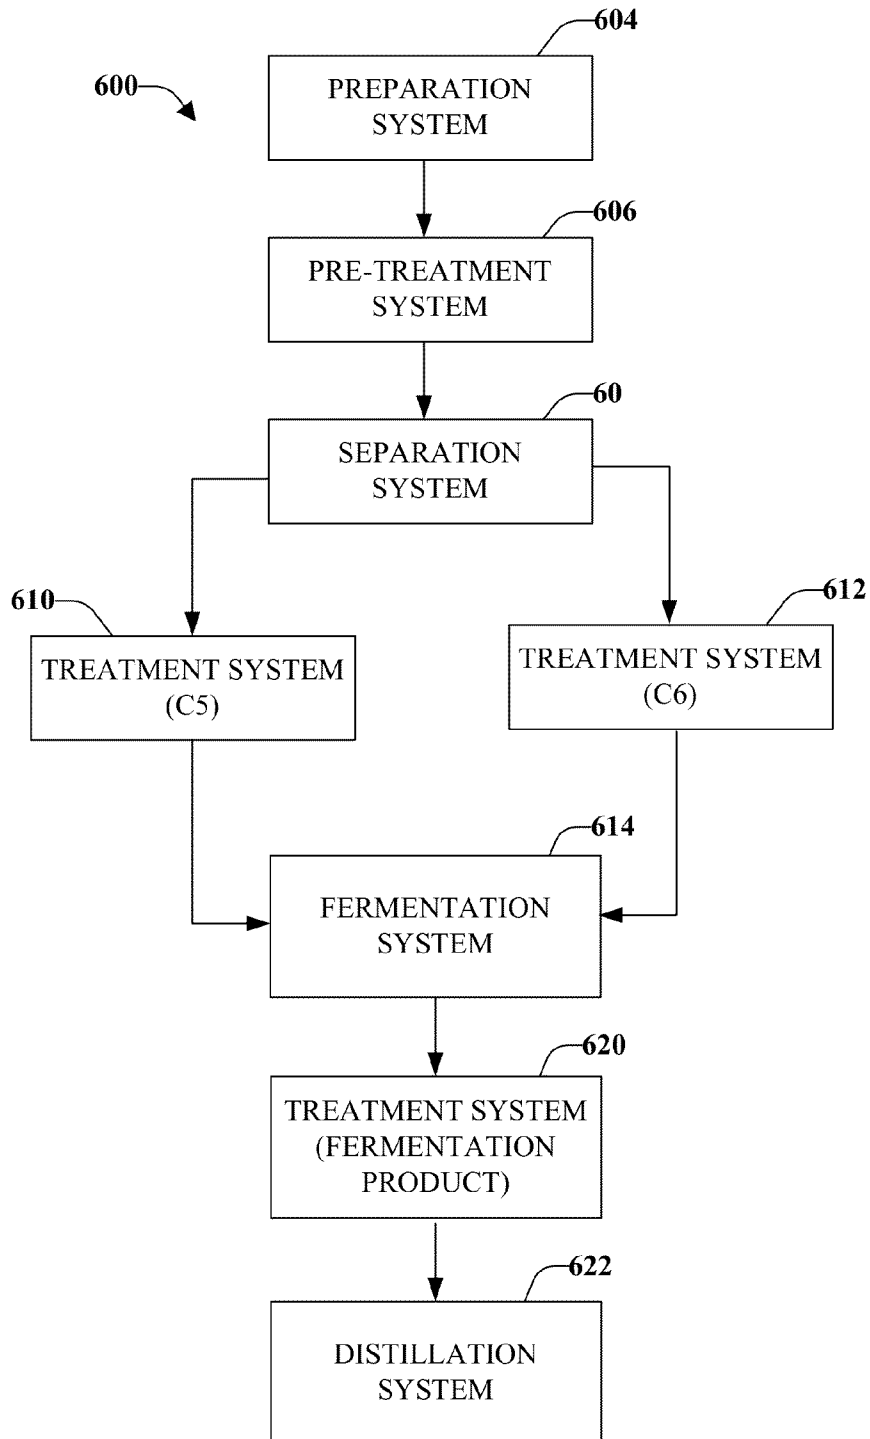 604
600
PREPARATION
SYSTEM
606
PRE-TREATMENT
SYSTEM
60
SEPARATION
SYSTEM
610
612
TREATMENT SYSTEM
(C5)
TREATMENT SYSTEM
(C6)
614
FERMENTATION
SYSTEM
620
TREATMENT SYSTEM
(FERMENTATION
PRODUCT)
622
DISTILLATION
SYSTEM